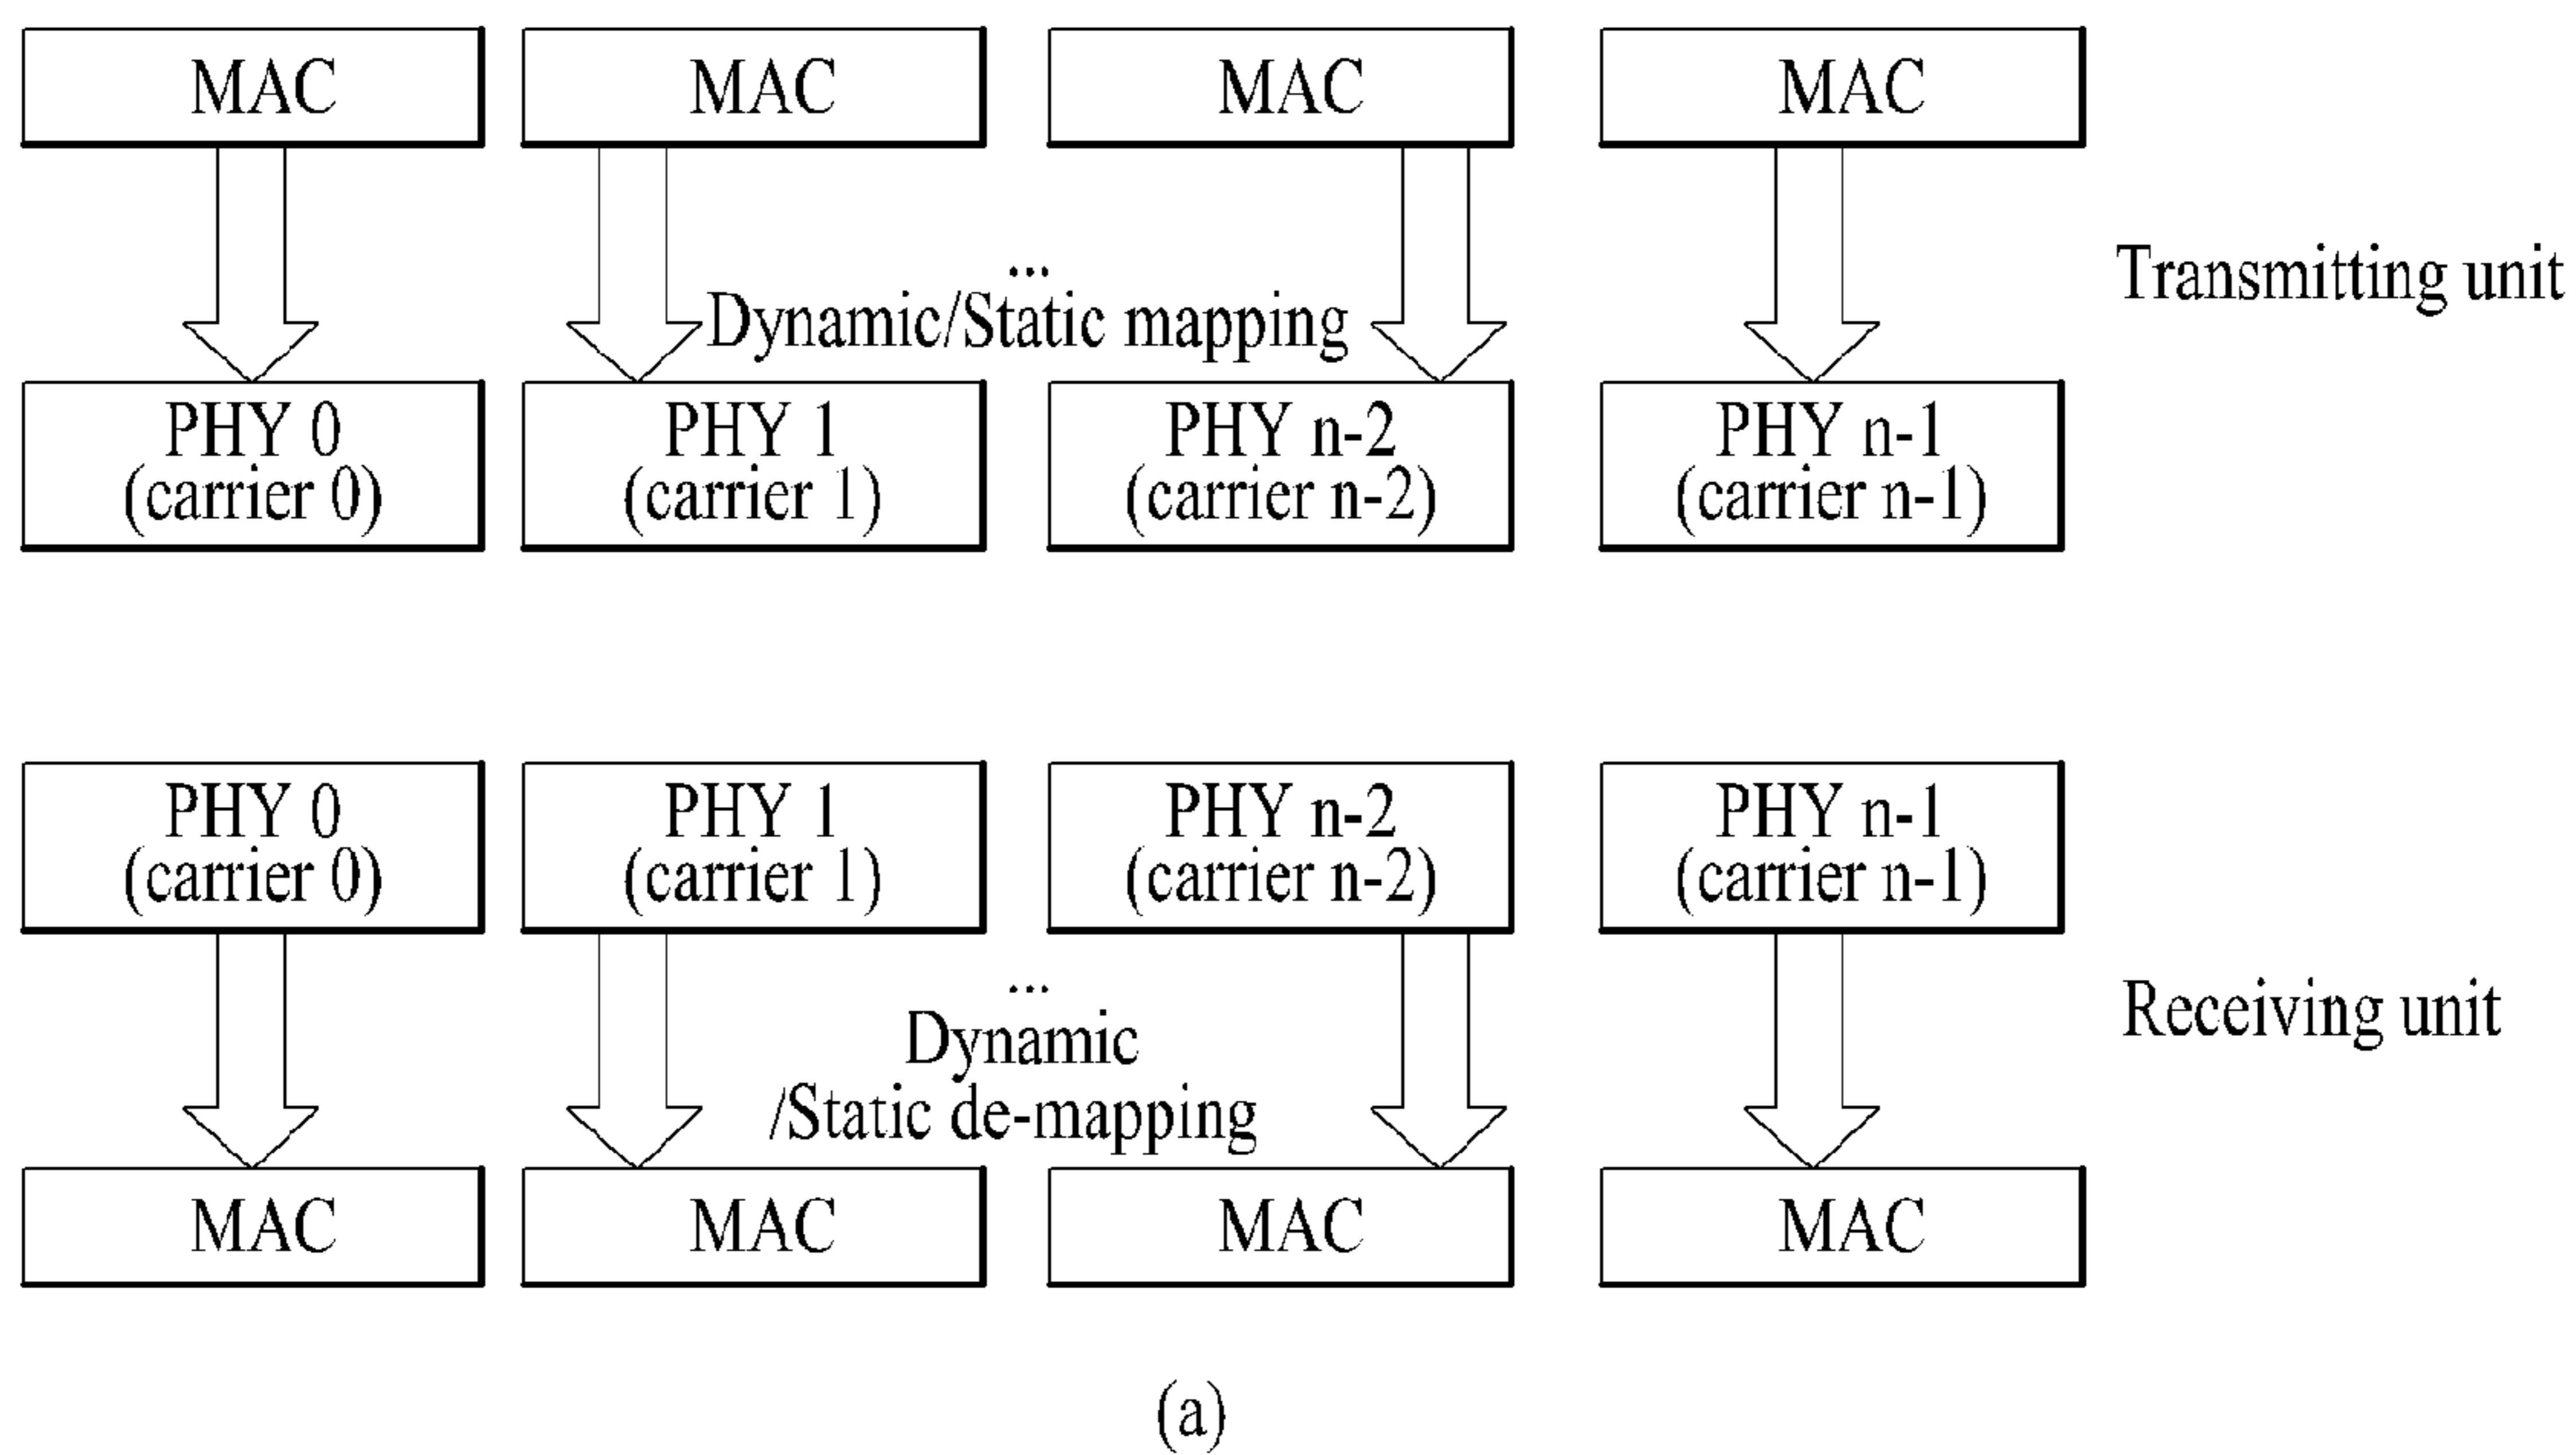 MAC MAC MAC MAC
...
Dynamic/Static mapping
Transmitting unit
PHY 0 PHY 1 PHY n-2 PHY n-1
(carrier 0) (carrier 1) (carrier n-2) (carrier n-1)
PHY 0 PHY 1 PHY n-2 PHY n-1
(carrier 0) (carrier 1) (carrier n-2) (carrier n-1)
...
Dynamic
/Static de-mapping
Receiving unit
MAC MAC MAC MAC
(a)